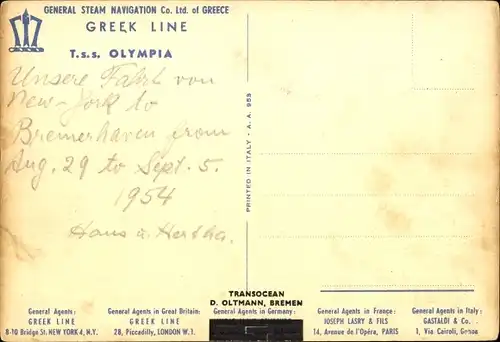 GENERAL STEAM NAVIGATION Co. Ltd. of GREECE
GREEK LINE
T.s.s. OLYMPIA
Unsere Fahrt von
New-York to
Bremerhaven from
Aug. 29 to Sept. 5.
1954
Hans u. Hertha.
PRINTED IN ITALY - A. A. 955
TRANSOCEAN
D. OLTMANN, BREMEN
General Agents:
GREEK LINE
8-10 Bridge St. NEW YORK 4, N.Y.
General Agents in Great Britain:
GREEK LINE
28, Piccadilly, LONDON W. 1.
General Agents in Germany:
General Agents in France:
JOSEPH LASRY & FILS
14, Avenue de l'Opéra, PARIS
General Agents in Italy:
GASTALDI & Co.
1, Via Cairoli, Genoa